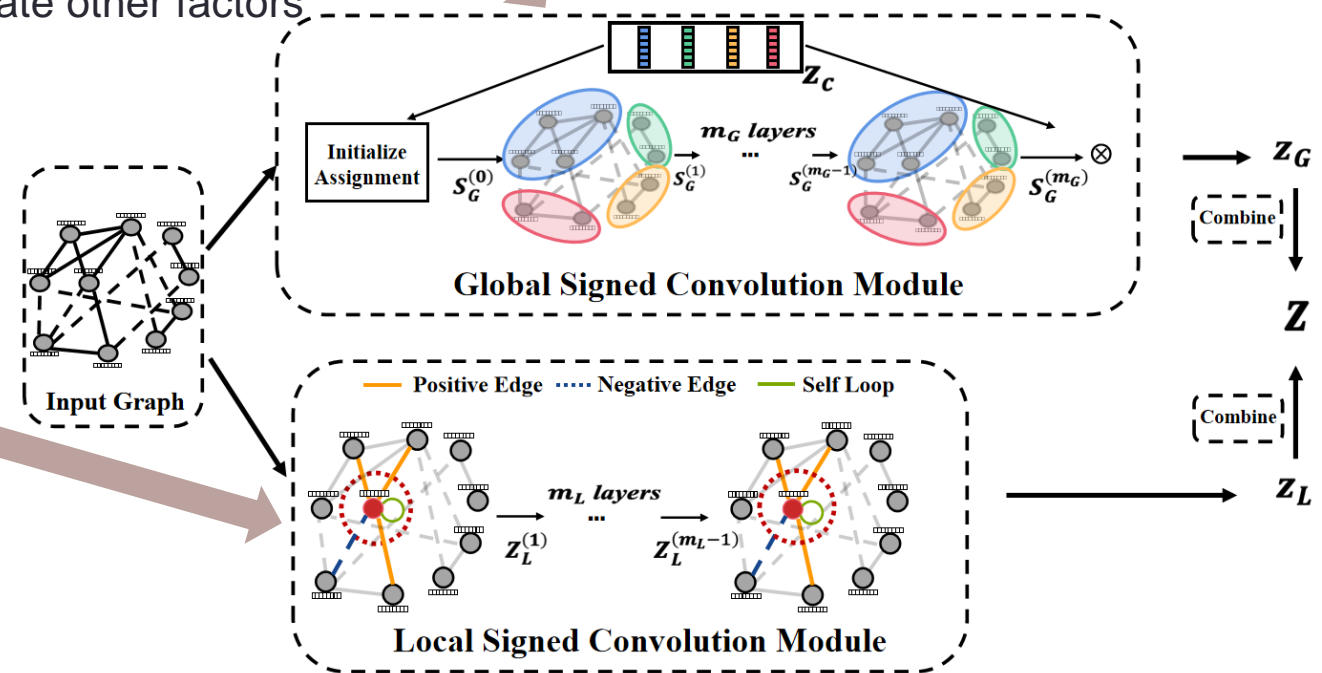 ate other factors
Z_c
Initialize
Assignment
S_G^(0)
S_G^(1)
m_G layers
...
S_G^(m_G-1)
S_G^(m_G)
⊗
Global Signed Convolution Module
Input Graph
Positive Edge
Negative Edge
Self Loop
Z_L^(1)
m_L layers
...
Z_L^(m_L-1)
Local Signed Convolution Module
Z_G
Combine
Z
Combine
Z_L